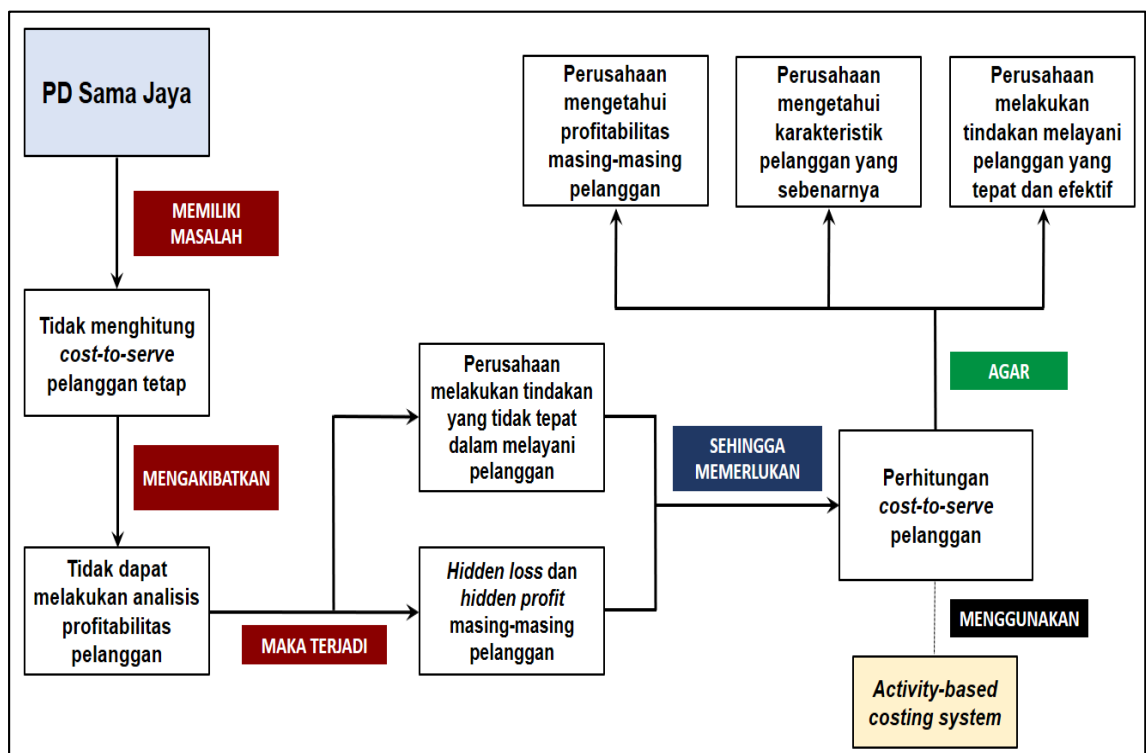 PD Sama Jaya
MEMILIKI
MASALAH
Tidak menghitung
cost-to-serve
pelanggan tetap
MENGAKIBATKAN
Tidak dapat
melakukan analisis
profitabilitas
pelanggan
MAKA TERJADI
Perusahaan
melakukan tindakan
yang tidak tepat
dalam melayani
pelanggan
Hidden loss dan
hidden profit
masing-masing
pelanggan
SEHINGGA
MEMERLUKAN
Perhitungan
cost-to-serve
pelanggan
MENGGUNAKAN
Activity-based
costing system
AGAR
Perusahaan
mengetahui
profitabilitas
masing-masing
pelanggan
Perusahaan
mengetahui
karakteristik
pelanggan yang
sebenarnya
Perusahaan
melakukan
tindakan melayani
pelanggan yang
tepat dan efektif